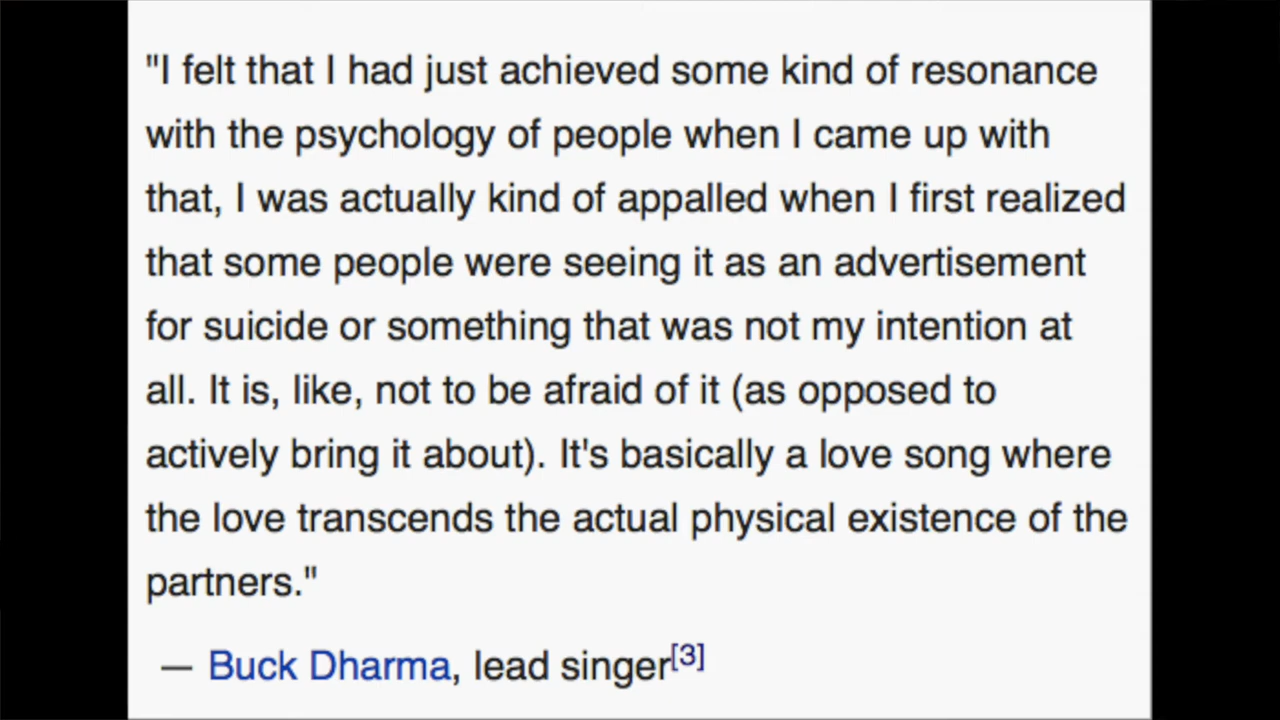 "I felt that I had just achieved some kind of resonance
with the psychology of people when I came up with
that, I was actually kind of appalled when I first realized
that some people were seeing it as an advertisement
for suicide or something that was not my intention at
all. It is, like, not to be afraid of it (as opposed to
actively bring it about). It's basically a love song where
the love transcends the actual physical existence of the
partners."
— Buck Dharma, lead singer[3]